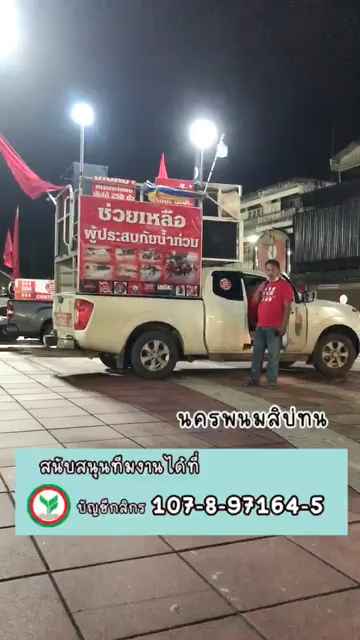 ช่วยเหลือ
ผู้ประสบภัยน้ำท่วม
นครพนมสิปทน
สนับสนุนทีมงานได้ที่
บัญชีกสิกร 107-8-97164-5